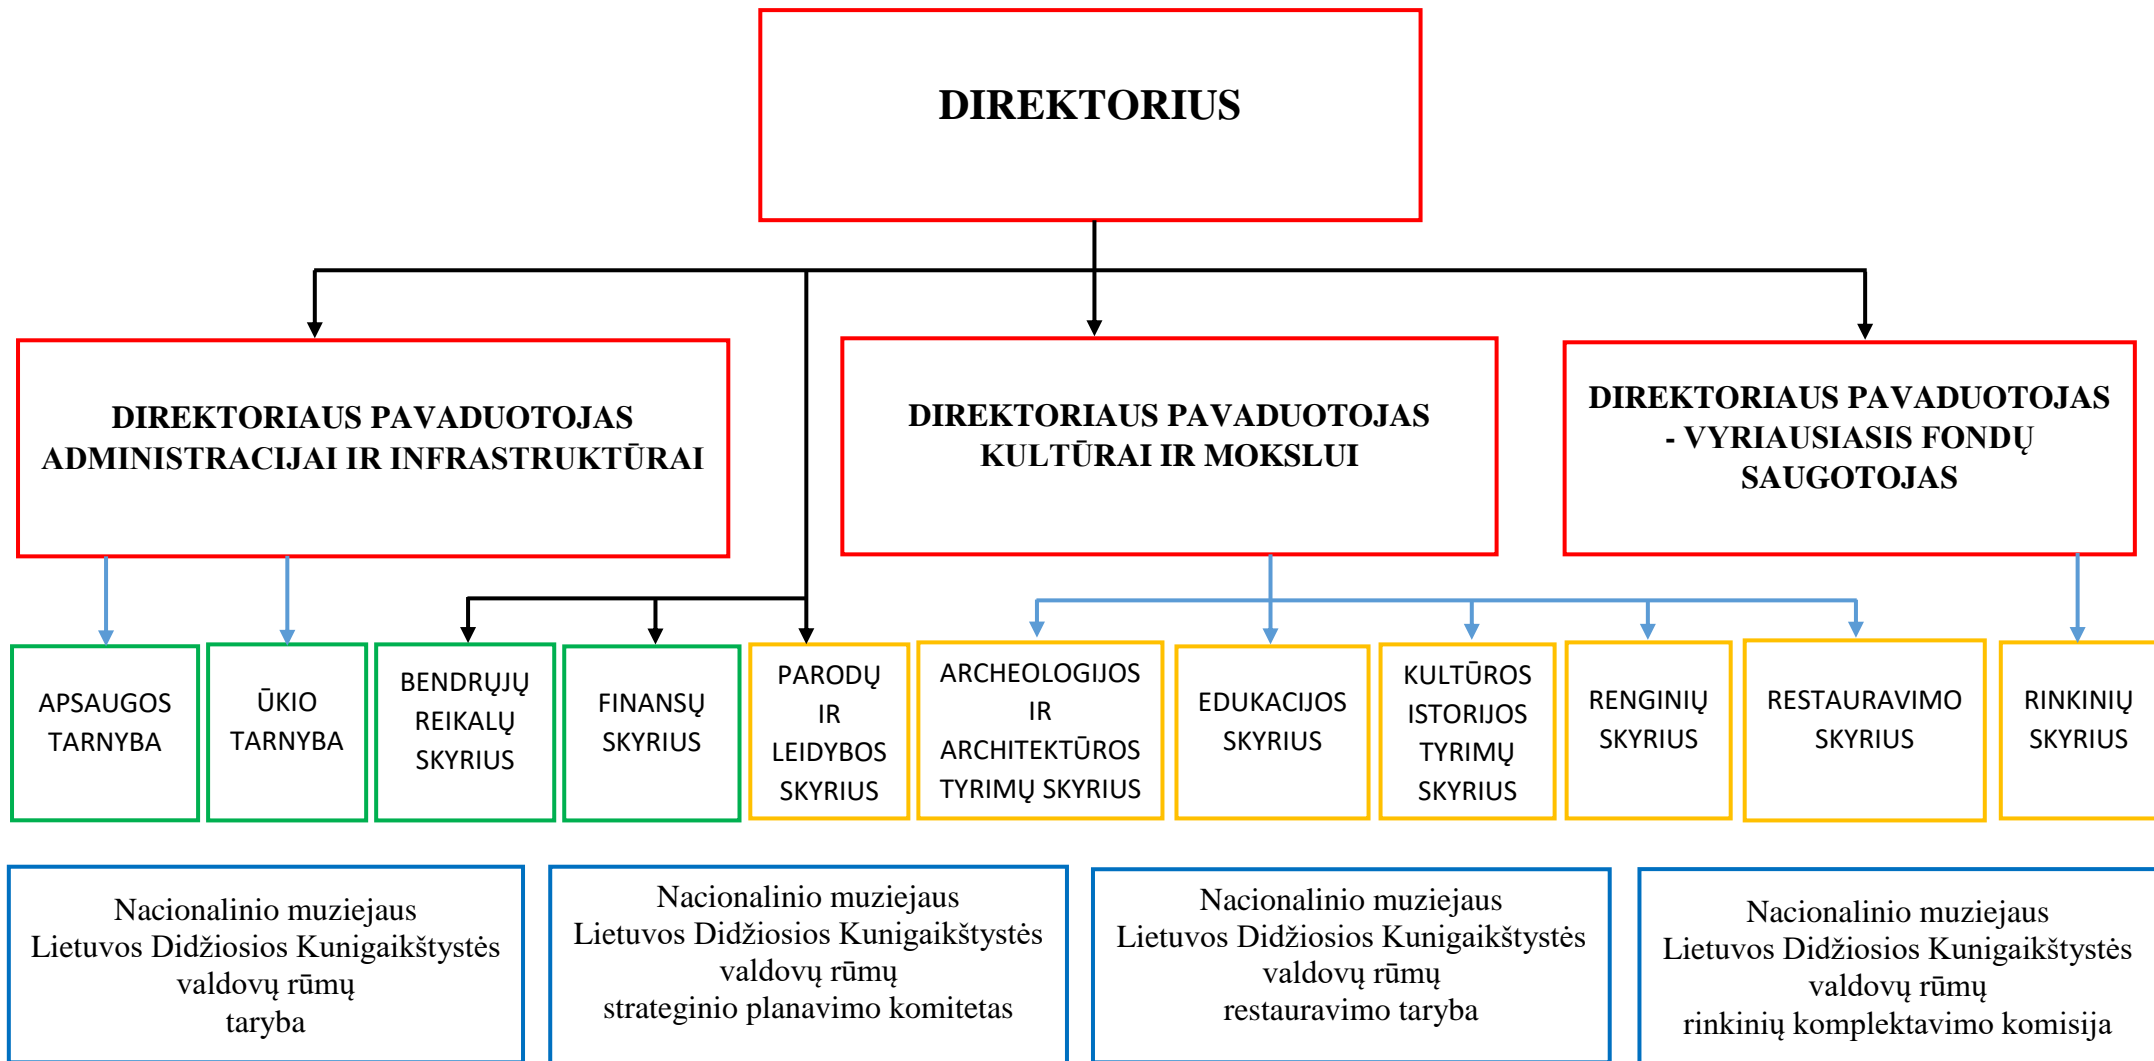 DIREKTORIUS
DIREKTORIAUS PAVADUOTOJAS
ADMINISTRACIJAI IR INFRASTRUKTŪRAI
DIREKTORIAUS PAVADUOTOJAS
KULTŪRAI IR MOKSLUI
DIREKTORIAUS PAVADUOTOJAS
- VYRIAUSIASIS FONDŲ
SAUGOTOJAS
APSAUGOS
TARNYBA
ŪKIO
TARNYBA
BENDRŲJŲ
REIKALŲ
SKYRIUS
FINANSŲ
SKYRIUS
PARODŲ
IR
LEIDYBOS
SKYRIUS
ARCHEOLOGIJOS
IR
ARCHITEKTŪROS
TYRIMŲ SKYRIUS
EDUKACIJOS
SKYRIUS
KULTŪROS
ISTORIJOS
TYRIMŲ
SKYRIUS
RENGINIŲ
SKYRIUS
RESTAURAVIMO
SKYRIUS
RINKINIŲ
SKYRIUS
Nacionalinio muziejaus
Lietuvos Didžiosios Kunigaikštystės
valdovų rūmų
taryba
Nacionalinio muziejaus
Lietuvos Didžiosios Kunigaikštystės
valdovų rūmų
strateginio planavimo komitetas
Nacionalinio muziejaus
Lietuvos Didžiosios Kunigaikštystės
valdovų rūmų
restauravimo taryba
Nacionalinio muziejaus
Lietuvos Didžiosios Kunigaikštystės
valdovų rūmų
rinkinių komplektavimo komisija